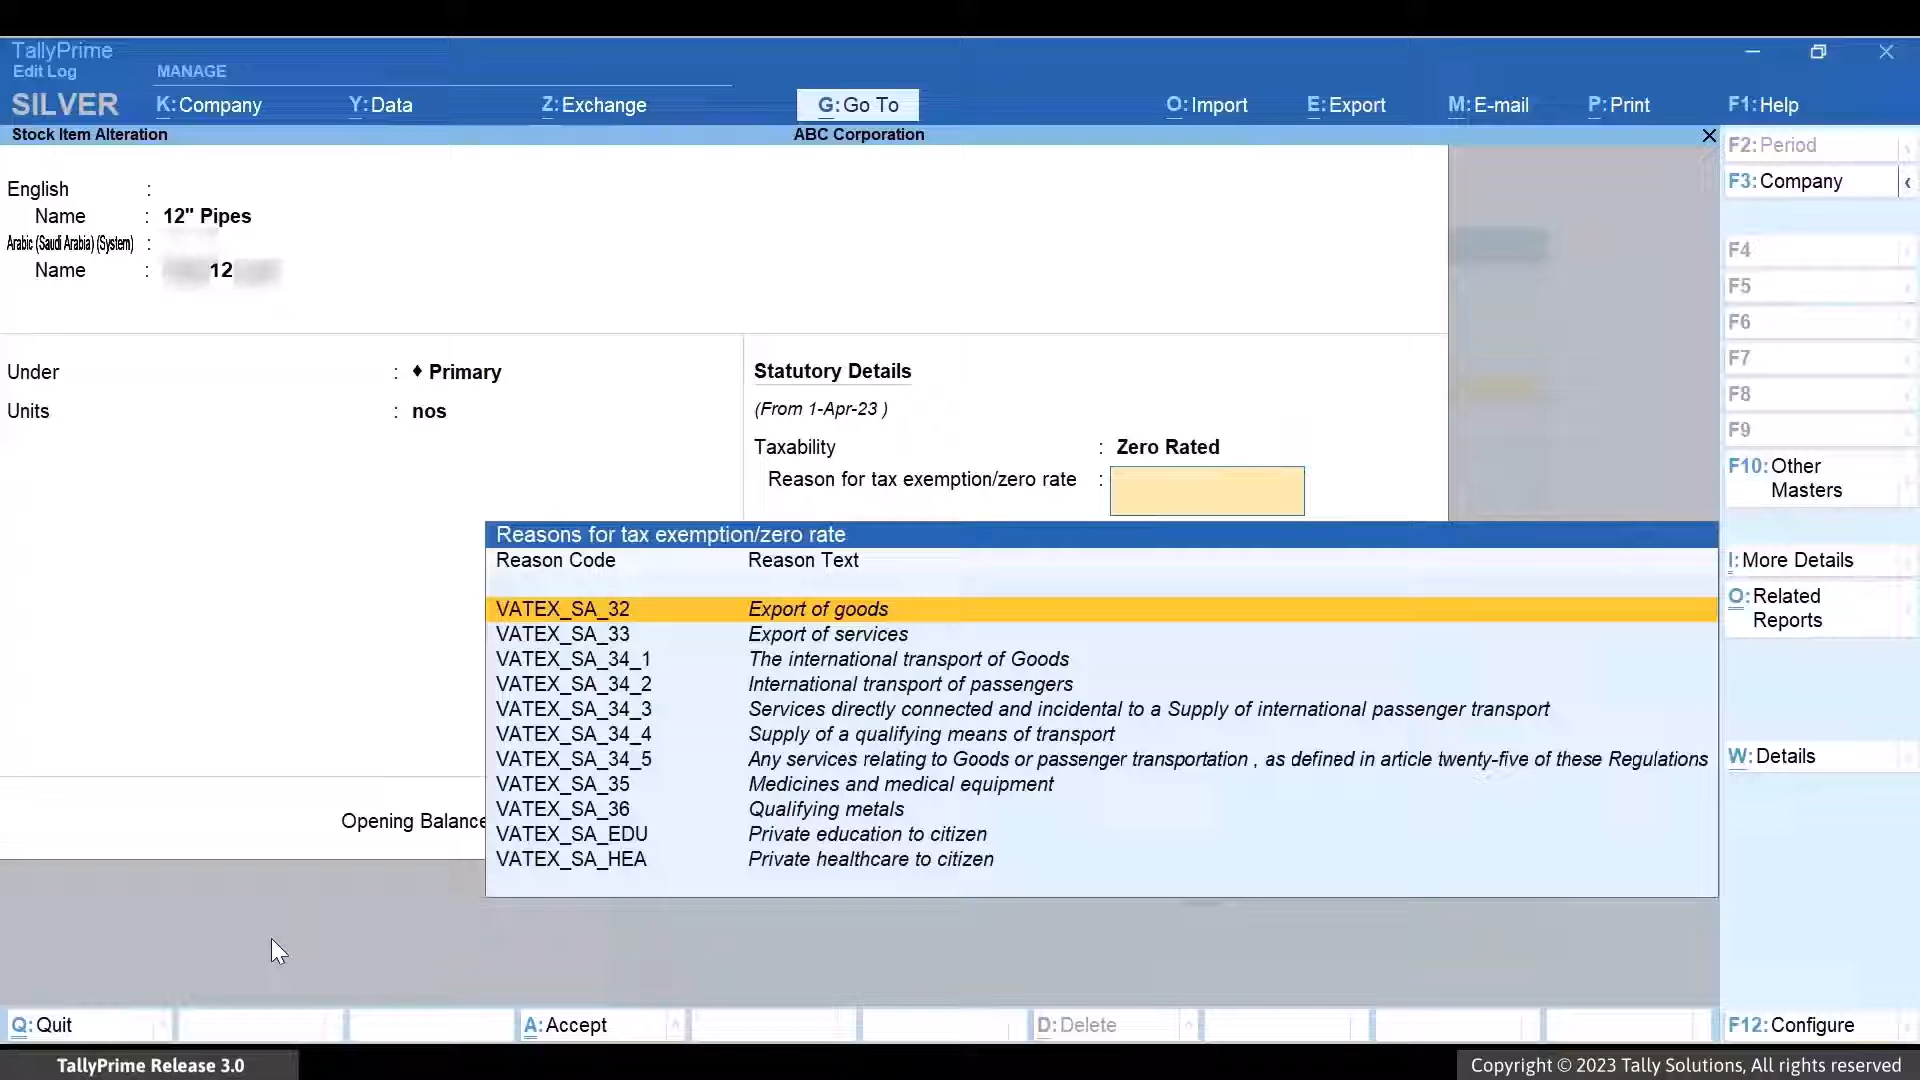 TallyPrime
Edit Log
MANAGE
SILVER
K: Company
Y: Data
Z: Exchange
G: Go To
O: Import
E: Export
M: E-mail
P: Print
F1: Help
Stock Item Alteration
ABC Corporation
F2: Period
F3: Company
English :
Name : 12" Pipes
Arabic (Saudi Arabia) (System) :
Name : 12
F4
F5
F6
F7
F8
F9
F10: Other
Masters
I: More Details
O: Related
Reports
W: Details
Under : ♦ Primary
Units : nos
Statutory Details
(From 1-Apr-23 )
Taxability : Zero Rated
Reason for tax exemption/zero rate :
Reasons for tax exemption/zero rate
Reason Code Reason Text
VATEX_SA_32 Export of goods
VATEX_SA_33 Export of services
VATEX_SA_34_1 The international transport of Goods
VATEX_SA_34_2 International transport of passengers
VATEX_SA_34_3 Services directly connected and incidental to a Supply of international passenger transport
VATEX_SA_34_4 Supply of a qualifying means of transport
VATEX_SA_34_5 Any services relating to Goods or passenger transportation , as defined in article twenty-five of these Regulations
VATEX_SA_35 Medicines and medical equipment
VATEX_SA_36 Qualifying metals
VATEX_SA_EDU Private education to citizen
VATEX_SA_HEA Private healthcare to citizen
Opening Balance
Q: Quit
A: Accept
D: Delete
F12: Configure
TallyPrime Release 3.0
Copyright © 2023 Tally Solutions, All rights reserved